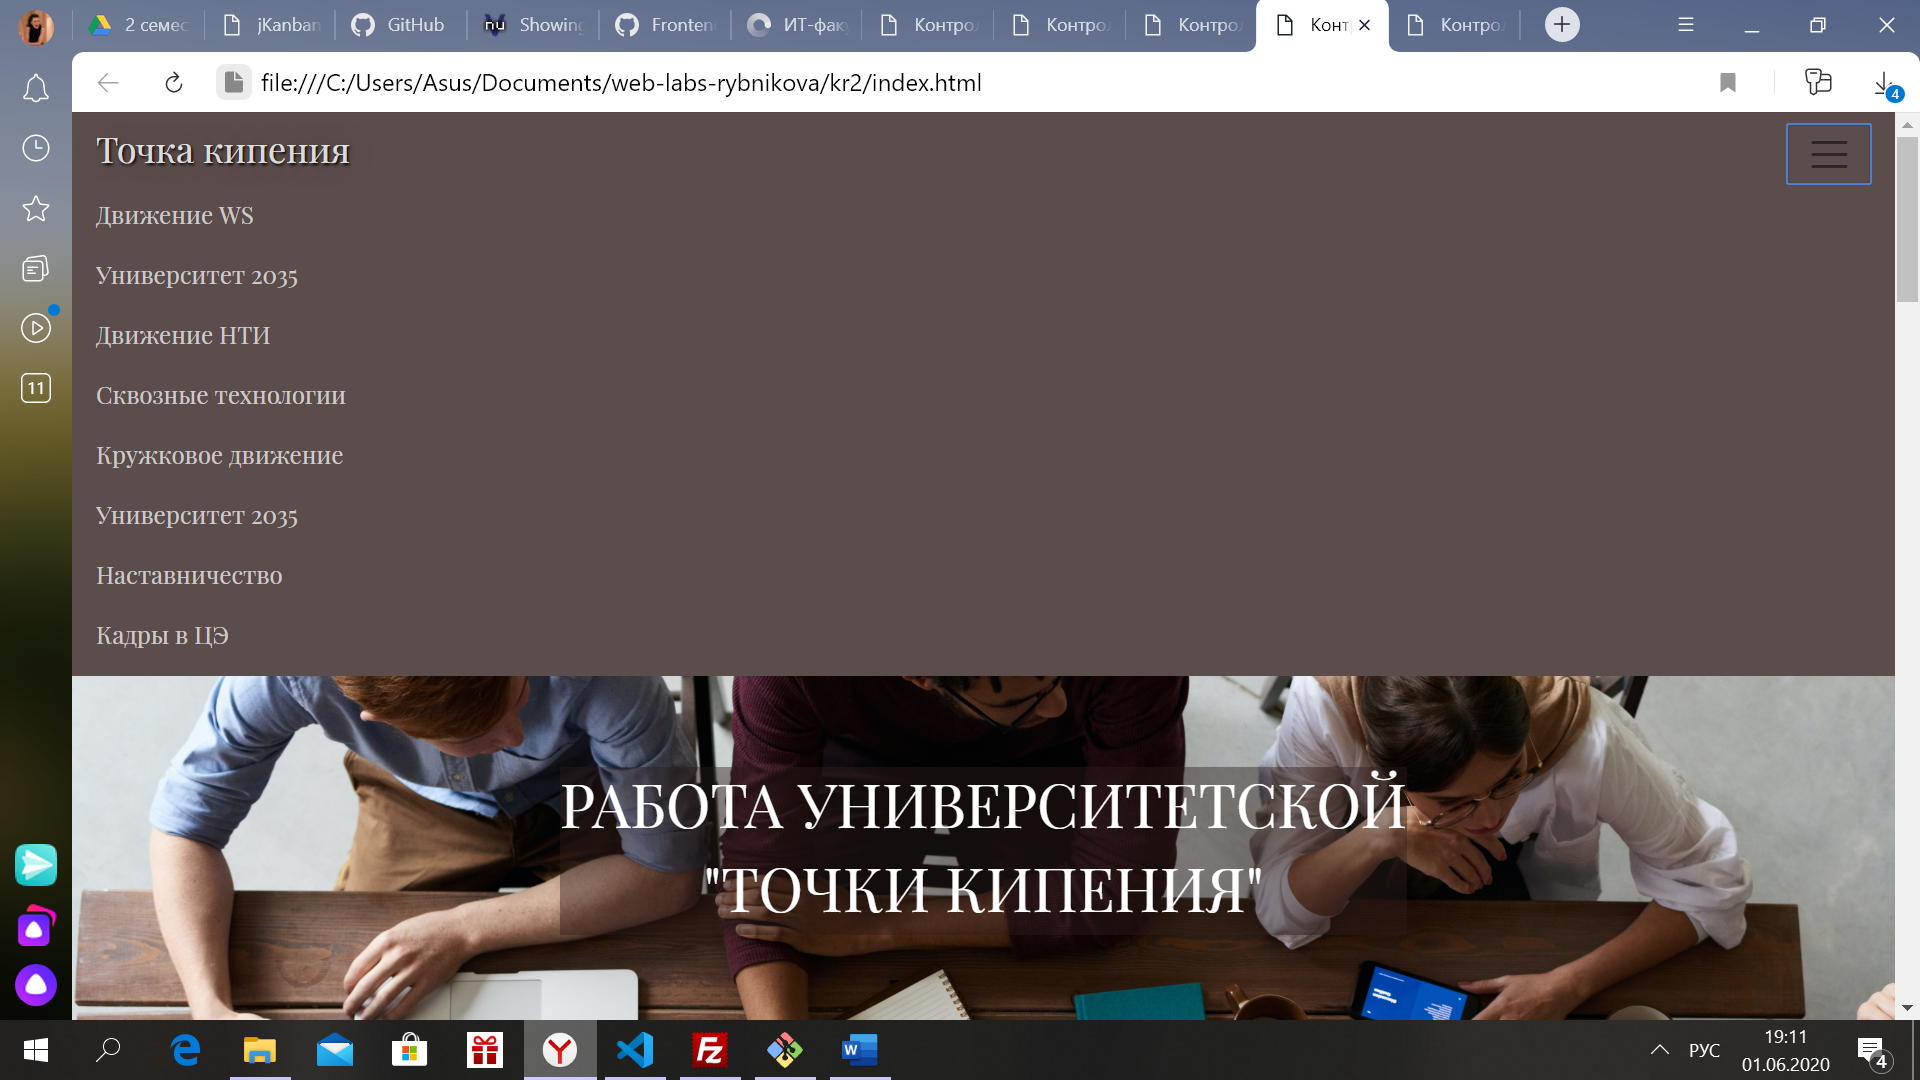 2 семес
jKanban
GitHub
Showing
Fronten
ИТ-фак
Контро
Контро
Контро
Конт
Контро
file:///C:/Users/Asus/Documents/web-labs-rybnikova/kr2/index.html
4
11
Точка кипения
Движение WS
Университет 2035
Движение НТИ
Сквозные технологии
Кружковое движение
Университет 2035
Наставничество
Кадры в ЦЭ
РАБОТА УНИВЕРСИТЕТСКОЙ
"ТОЧКИ КИПЕНИЯ"
РУС
19:11
01.06.2020
4